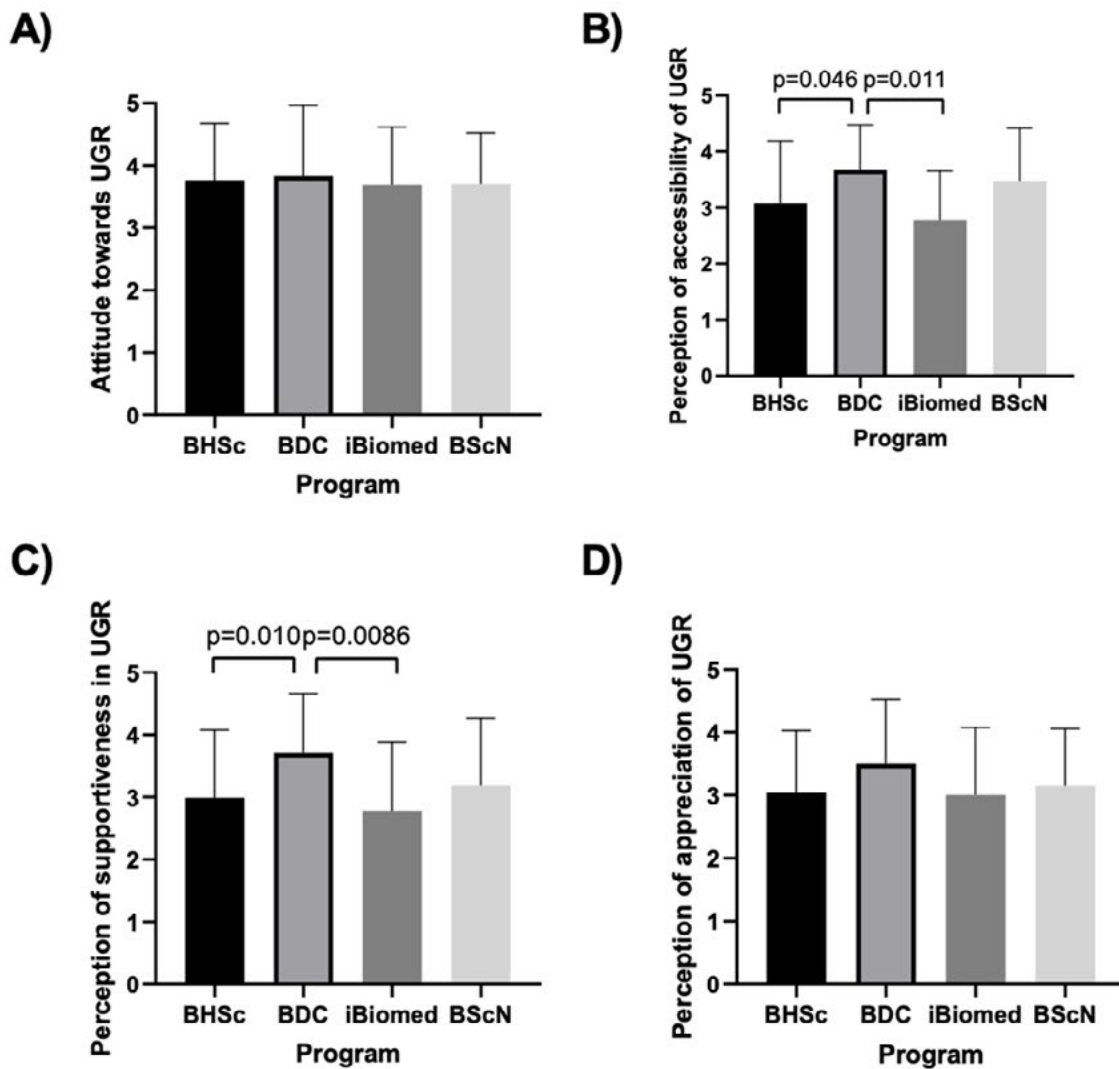 A)
Attitude towards UGR
5
4
3
2
1
0
BHSc BDC iBiomed BScN
Program
B)
p=0.046 p=0.011
Perception of accessibility of UGR
5
4
3
2
1
0
BHSc BDC iBiomed BScN
Program
C)
p=0.010 p=0.0086
Perception of supportiveness in UGR
5
4
3
2
1
0
BHSc BDC iBiomed BScN
Program
D)
Perception of appreciation of UGR
5
4
3
2
1
0
BHSc BDC iBiomed BScN
Program